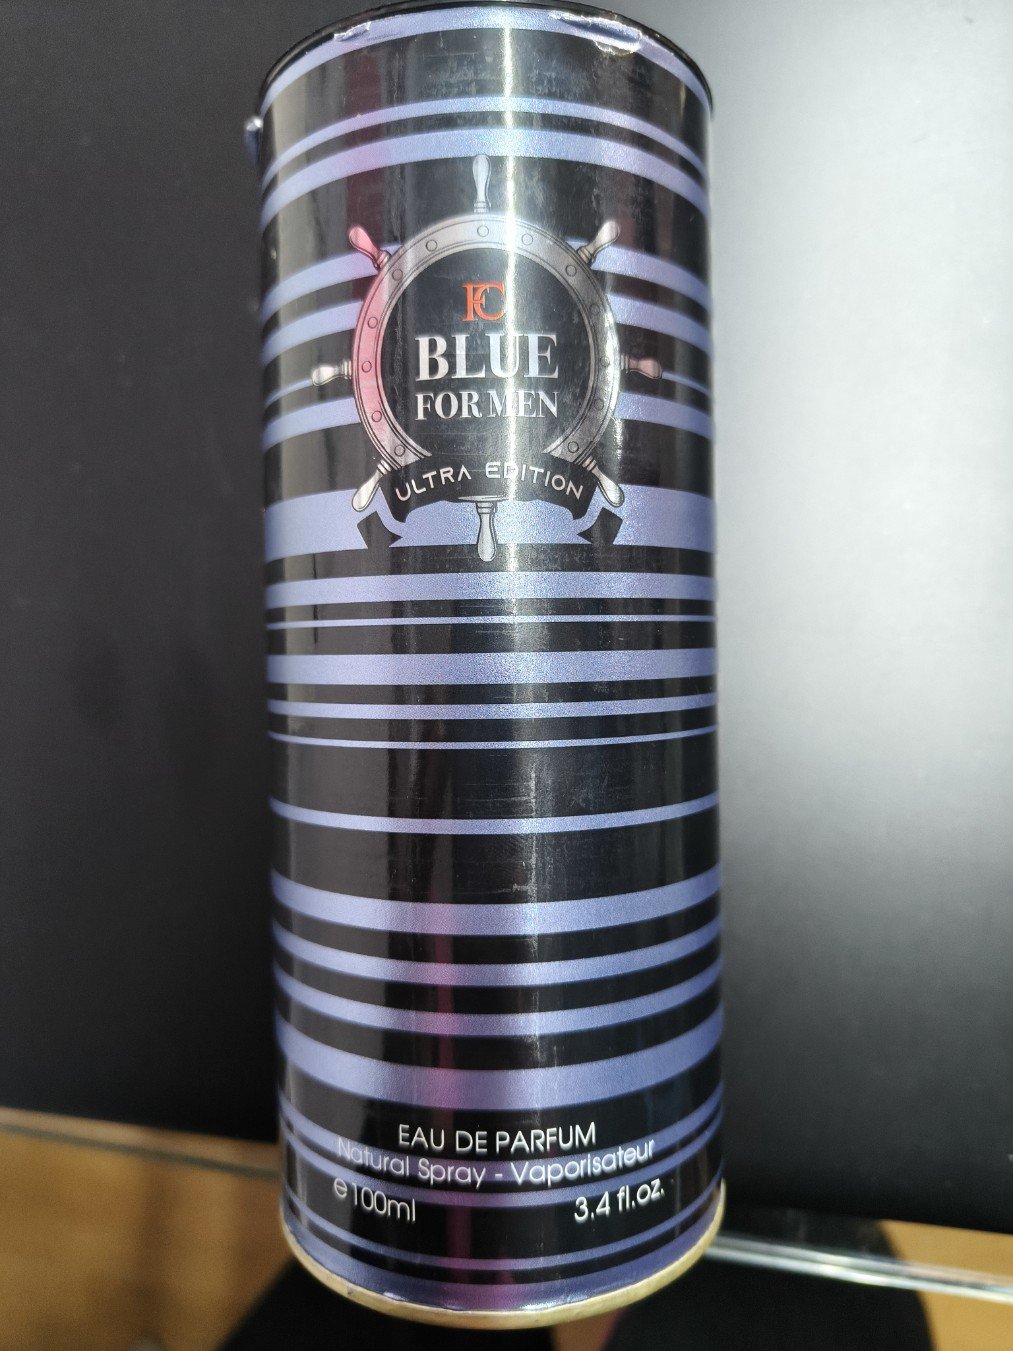 FC
BLUE
FOR MEN
ULTRA EDITION
EAU DE PARFUM
Natural Spray - Vaporisateur
e 100ml 3.4 fl.oz.